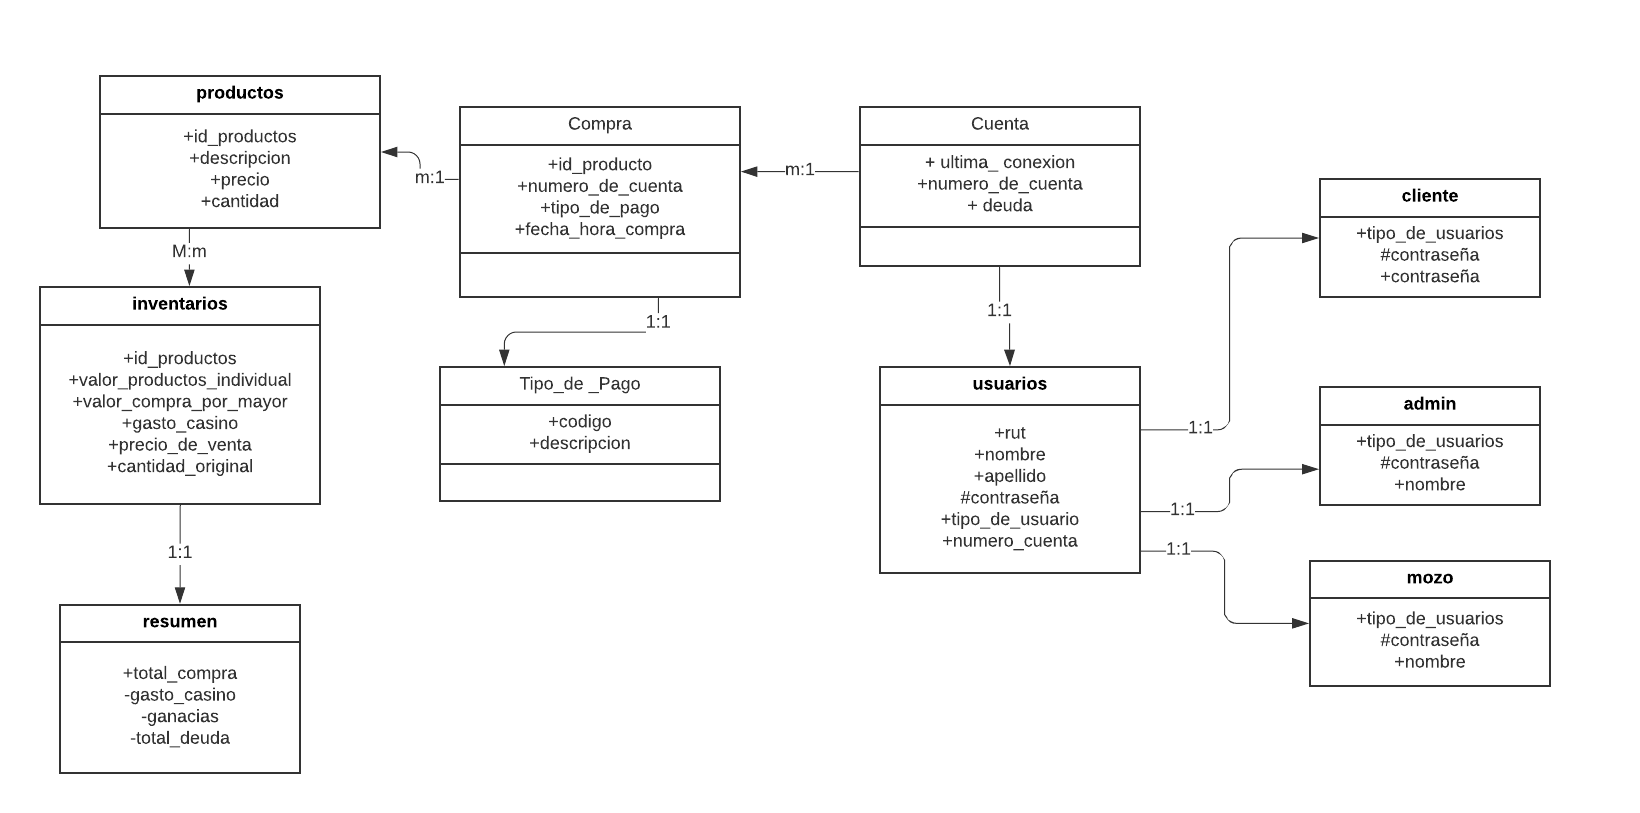 productos
+id_productos
+descripcion
+precio
+cantidad
M:m
inventarios
+id_productos
+valor_productos_individual
+valor_compra_por_mayor
+gasto_casino
+precio_de_venta
+cantidad_original
1:1
resumen
+total_compra
-gasto_casino
-ganacias
-total_deuda
m:1
Compra
+id_producto
+numero_de_cuenta
+tipo_de_pago
+fecha_hora_compra
1:1
Tipo_de _Pago
+codigo
+descripcion
m:1
Cuenta
+ ultima_ conexion
+numero_de_cuenta
+ deuda
1:1
usuarios
+rut
+nombre
+apellido
#contraseña
+tipo_de_usuario
+numero_cuenta
1:1
1:1
1:1
cliente
+tipo_de_usuarios
#contraseña
+contraseña
admin
+tipo_de_usuarios
#contraseña
+nombre
mozo
+tipo_de_usuarios
#contraseña
+nombre